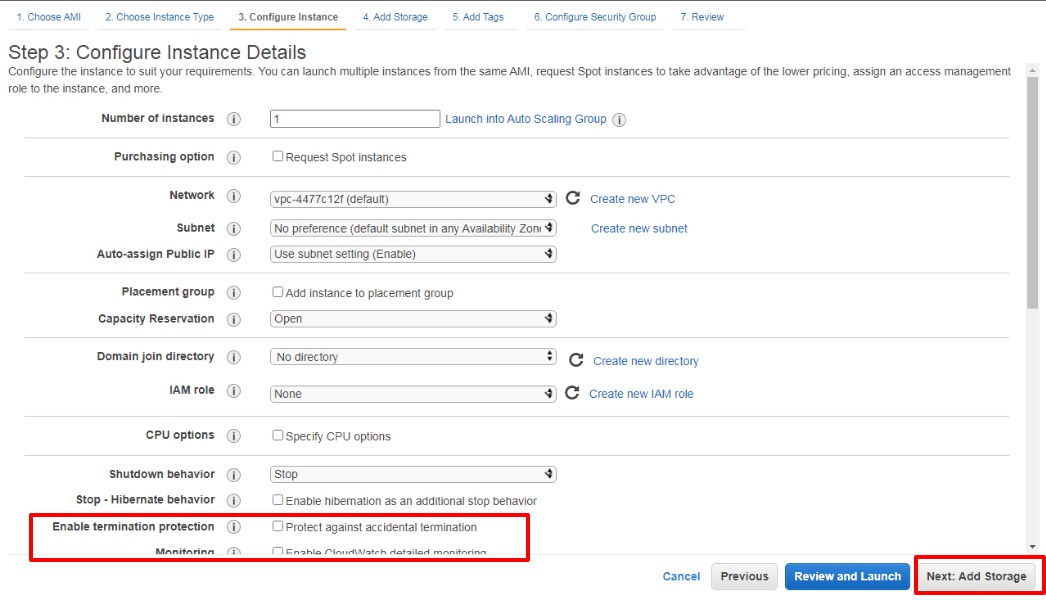 1. Choose AMI 2. Choose Instance Type 3. Configure Instance 4. Add Storage 5. Add Tags 6. Configure Security Group 7. Review
Step 3: Configure Instance Details
Configure the instance to suit your requirements. You can launch multiple instances from the same AMI, request Spot instances to take advantage of the lower pricing, assign an access management
role to the instance, and more.
Number of instances 1 Launch into Auto Scaling Group
Purchasing option Request Spot instances
Network vpc-4477c12f (default) Create new VPC
Subnet No preference (default subnet in any Availability Zone Create new subnet
Auto-assign Public IP Use subnet setting (Enable)
Placement group Add instance to placement group
Capacity Reservation Open
Domain join directory No directory Create new directory
IAM role None Create new IAM role
CPU options Specify CPU options
Shutdown behavior Stop
Stop - Hibernate behavior Enable hibernation as an additional stop behavior
Enable termination protection Protect against accidental termination
Monitoring Enable CloudWatch detailed monitoring
Cancel Previous Review and Launch Next: Add Storage